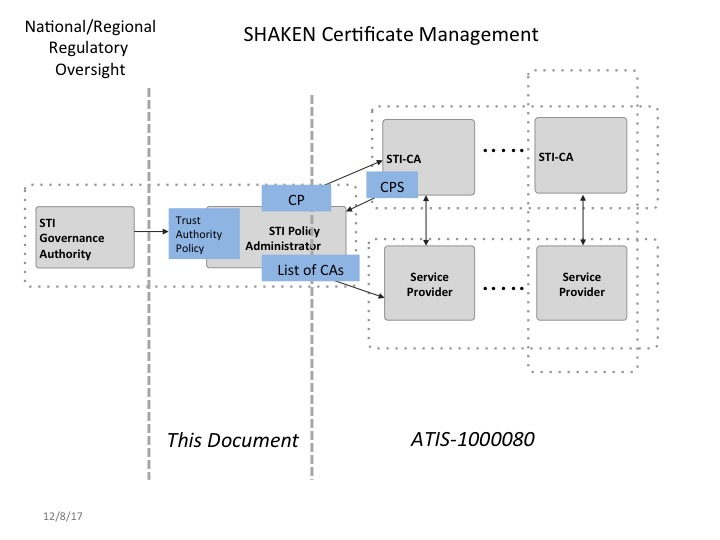 National/Regional
Regulatory
Oversight
SHAKEN Certificate Management
STI-CA
STI-CA
CPS
CP
STI
Governance
Authority
Trust
Authority
Policy
STI Policy
Administrator
List of CAs
Service
Provider
Service
Provider
This Document
ATIS-1000080
12/8/17